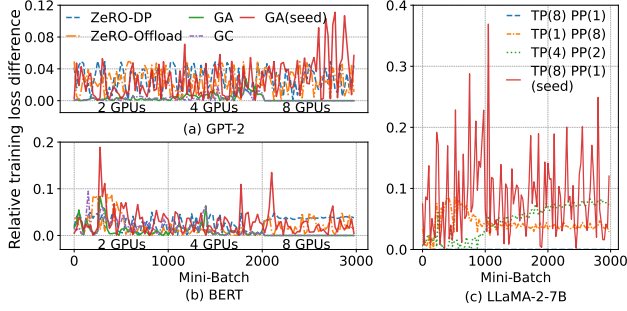 Relative training loss difference
ZeRO-DP
ZeRO-Offload
GA
GC
GA(seed)
0.12
0.08
0.04
0.00
2 GPUs
4 GPUs
8 GPUs
(a) GPT-2
0.2
0.1
0.0
2 GPUs
4 GPUs
8 GPUs
0
1000
2000
3000
Mini-Batch
(b) BERT
TP(8) PP(1)
TP(1) PP(8)
TP(4) PP(2)
TP(8) PP(1)
(seed)
0.4
0.3
0.2
0.1
0.0
0
1000
2000
3000
Mini-Batch
(c) LLaMA-2-7B